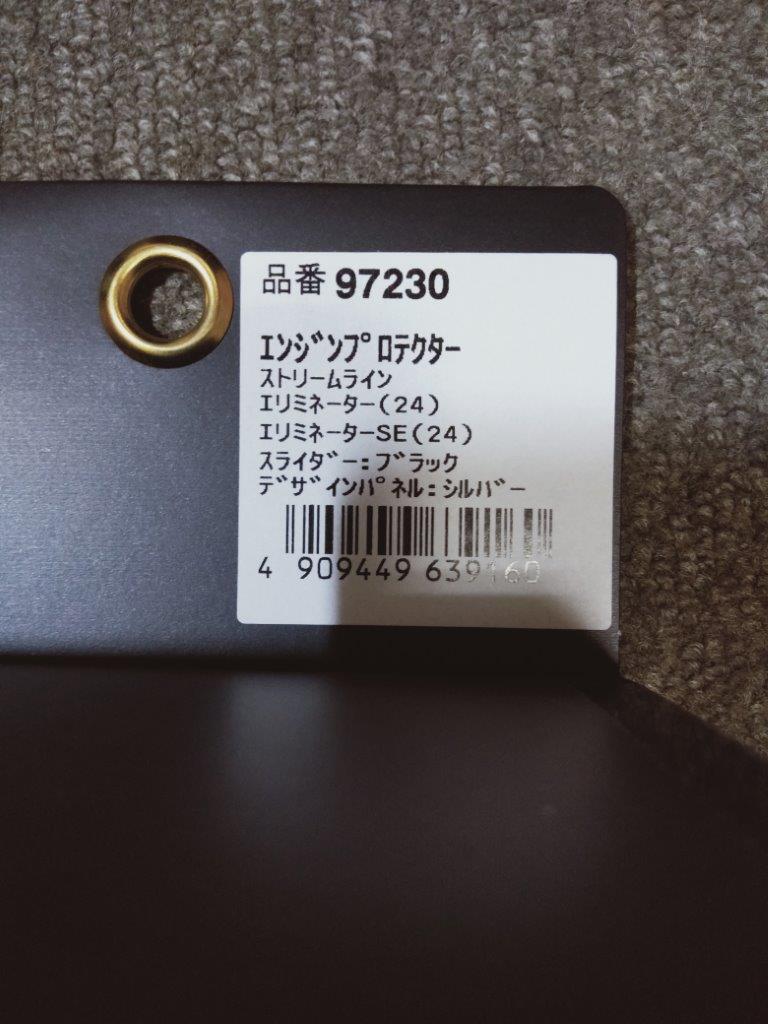 品番 97230
ｴﾝｼﾞﾝﾌﾟﾛﾃｸﾀｰ
ストリームライン
エリミネーター(24)
エリミネーターSE(24)
ｽﾗｲﾀﾞｰ:ﾌﾞﾗｯｸ
ﾃﾞｻﾞｲﾝﾊﾟﾈﾙ:ｼﾙﾊﾞｰ
4 909449 639160